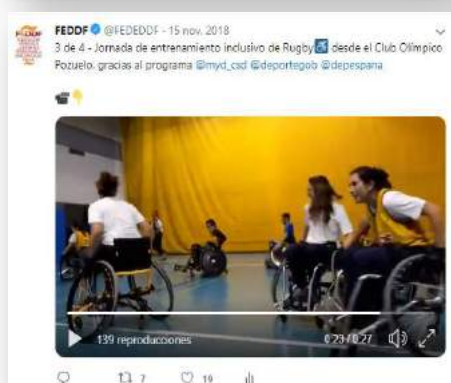 FEDDF @FEDEDDF - 15 nov. 2018
3 de 4 - Jornada de entrenamiento inclusivo de Rugby desde el Club Olímpico
Pozuelo. gracias al programa @myd_csd @deportegob @depespana
139 reproducciones
0:23 / 0:27
7
19